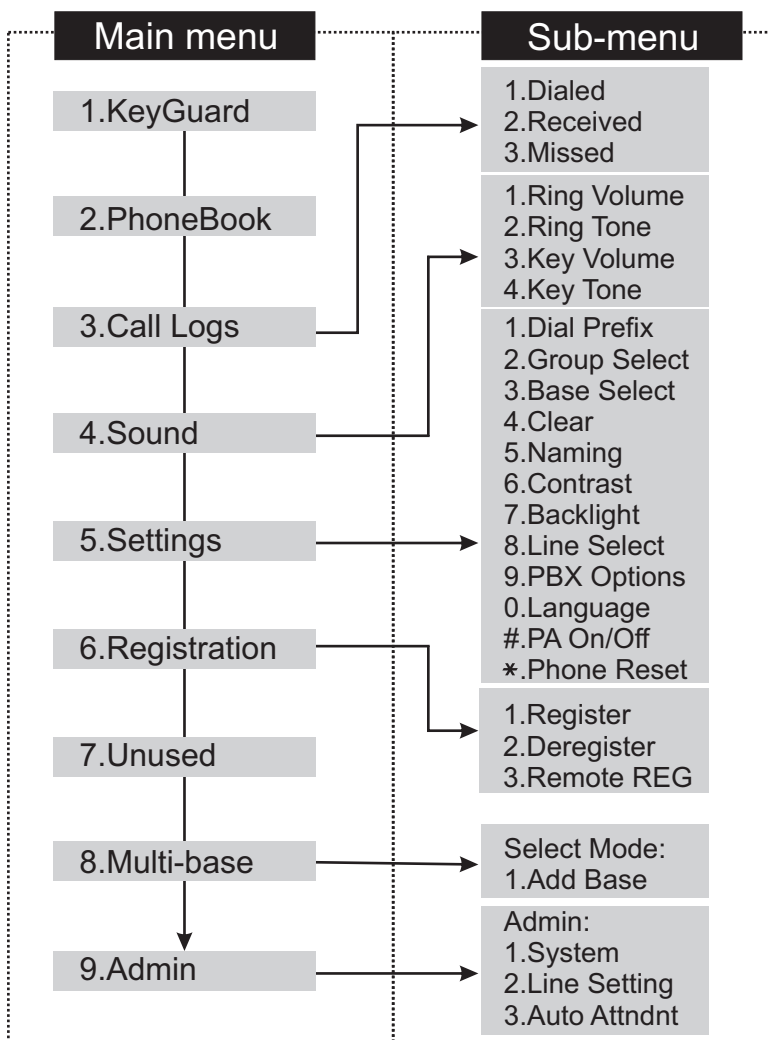 Main menu
1.KeyGuard
2.PhoneBook
3.Call Logs
4.Sound
5.Settings
6.Registration
7.Unused
8.Multi-base
9.Admin
Sub-menu
1.Dialed
2.Received
3.Missed
1.Ring Volume
2.Ring Tone
3.Key Volume
4.Key Tone
1.Dial Prefix
2.Group Select
3.Base Select
4.Clear
5.Naming
6.Contrast
7.Backlight
8.Line Select
9.PBX Options
0.Language
#.PA On/Off
*.Phone Reset
1.Register
2.Deregister
3.Remote REG
Select Mode:
1.Add Base
Admin:
1.System
2.Line Setting
3.Auto Attndnt